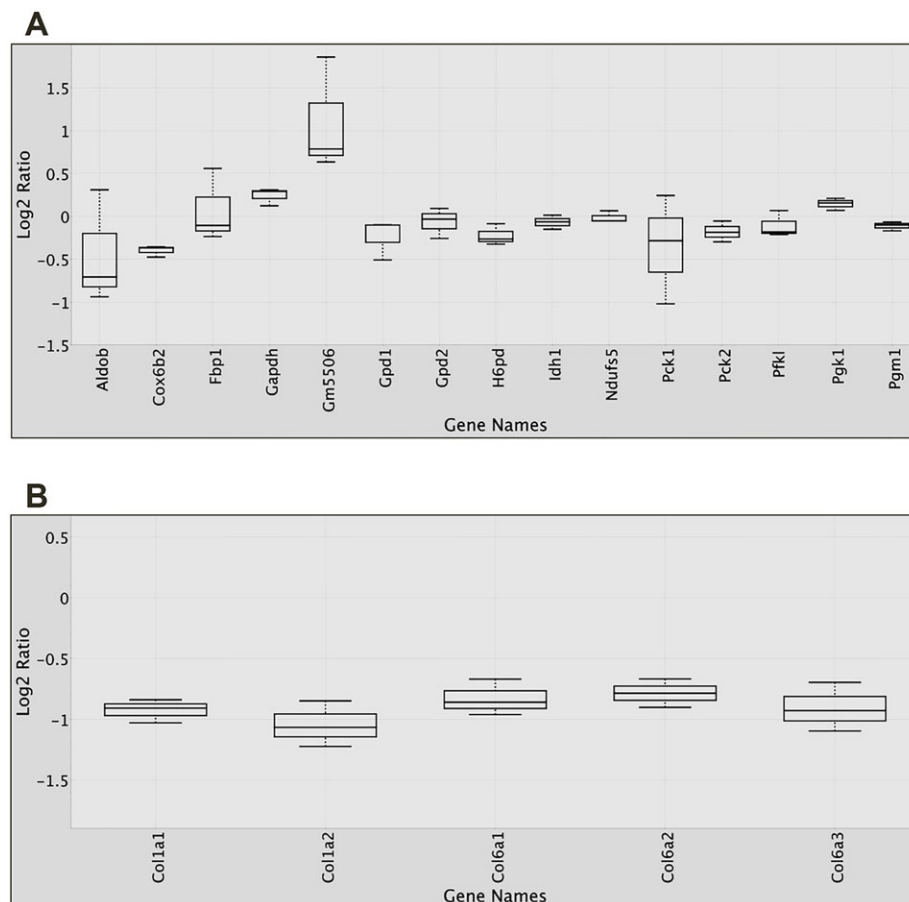 A
Log2 Ratio
1.5
1
0.5
0
−0.5
−1
−1.5
Aldob
Cox6b2
Fbp1
Gapdh
Gm5506
Gpd1
Gpd2
H6pd
Idh1
Ndufs5
Pck1
Pck2
Pfkl
Pgk1
Pgm1
Gene Names
B
Log2 Ratio
0.5
0
−0.5
−1
−1.5
Col1a1
Col1a2
Col6a1
Col6a2
Col6a3
Gene Names